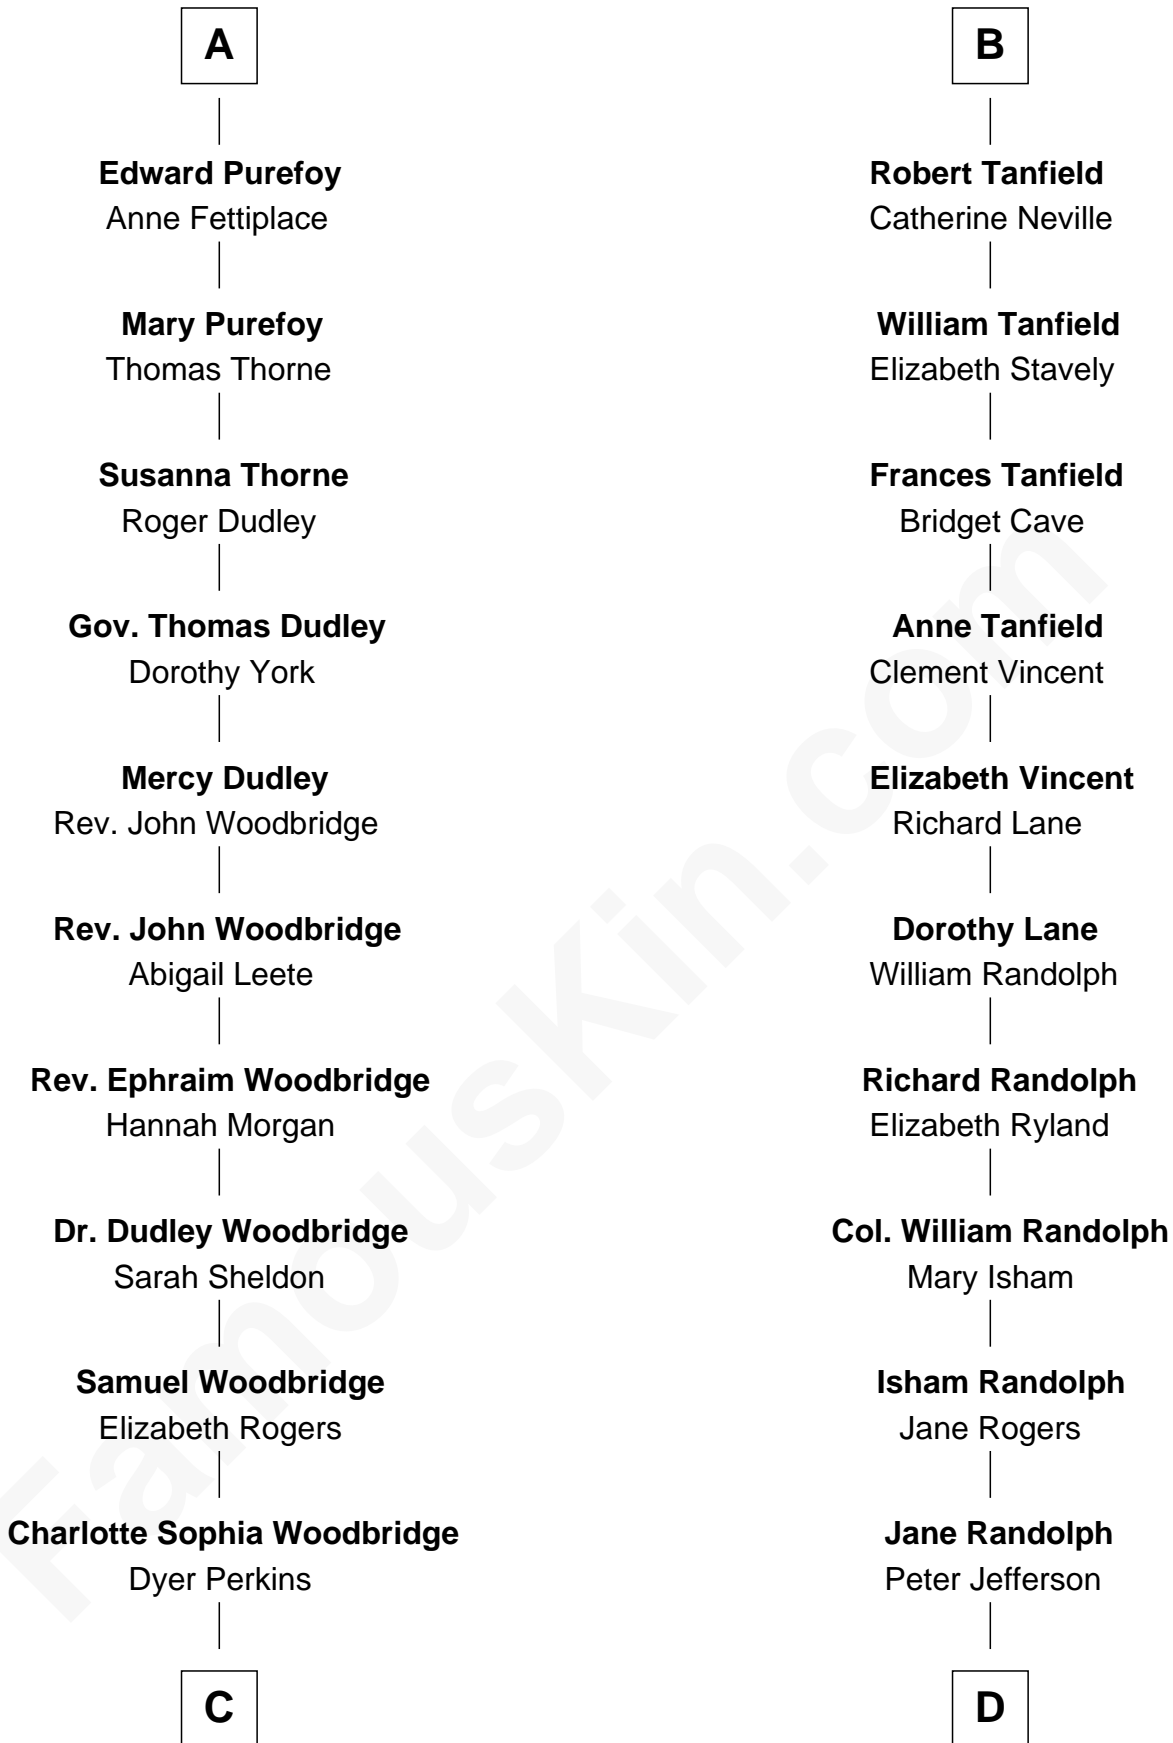 A
Edward Purefoy
Anne Fettiplace
Mary Purefoy
Thomas Thorne
Susanna Thorne
Roger Dudley
Gov. Thomas Dudley
Dorothy York
Mercy Dudley
Rev. John Woodbridge
Rev. John Woodbridge
Abigail Leete
Rev. Ephraim Woodbridge
Hannah Morgan
Dr. Dudley Woodbridge
Sarah Sheldon
Samuel Woodbridge
Elizabeth Rogers
Charlotte Sophia Woodbridge
Dyer Perkins
C
B
Robert Tanfield
Catherine Neville
William Tanfield
Elizabeth Stavely
Frances Tanfield
Bridget Cave
Anne Tanfield
Clement Vincent
Elizabeth Vincent
Richard Lane
Dorothy Lane
William Randolph
Richard Randolph
Elizabeth Ryland
Col. William Randolph
Mary Isham
Isham Randolph
Jane Rogers
Jane Randolph
Peter Jefferson
D
FamousKin.com